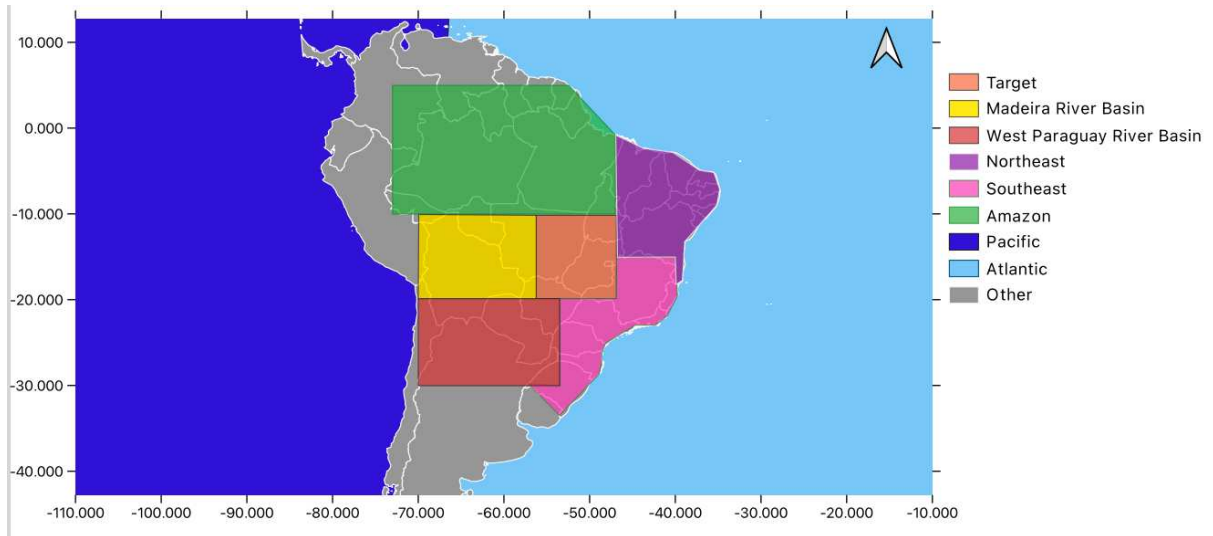 10.000
0.000
-10.000
-20.000
-30.000
-40.000
-110.000 -100.000 -90.000 -80.000 -70.000 -60.000 -50.000 -40.000 -30.000 -20.000 -10.000
Target
Madeira River Basin
West Paraguay River Basin
Northeast
Southeast
Amazon
Pacific
Atlantic
Other